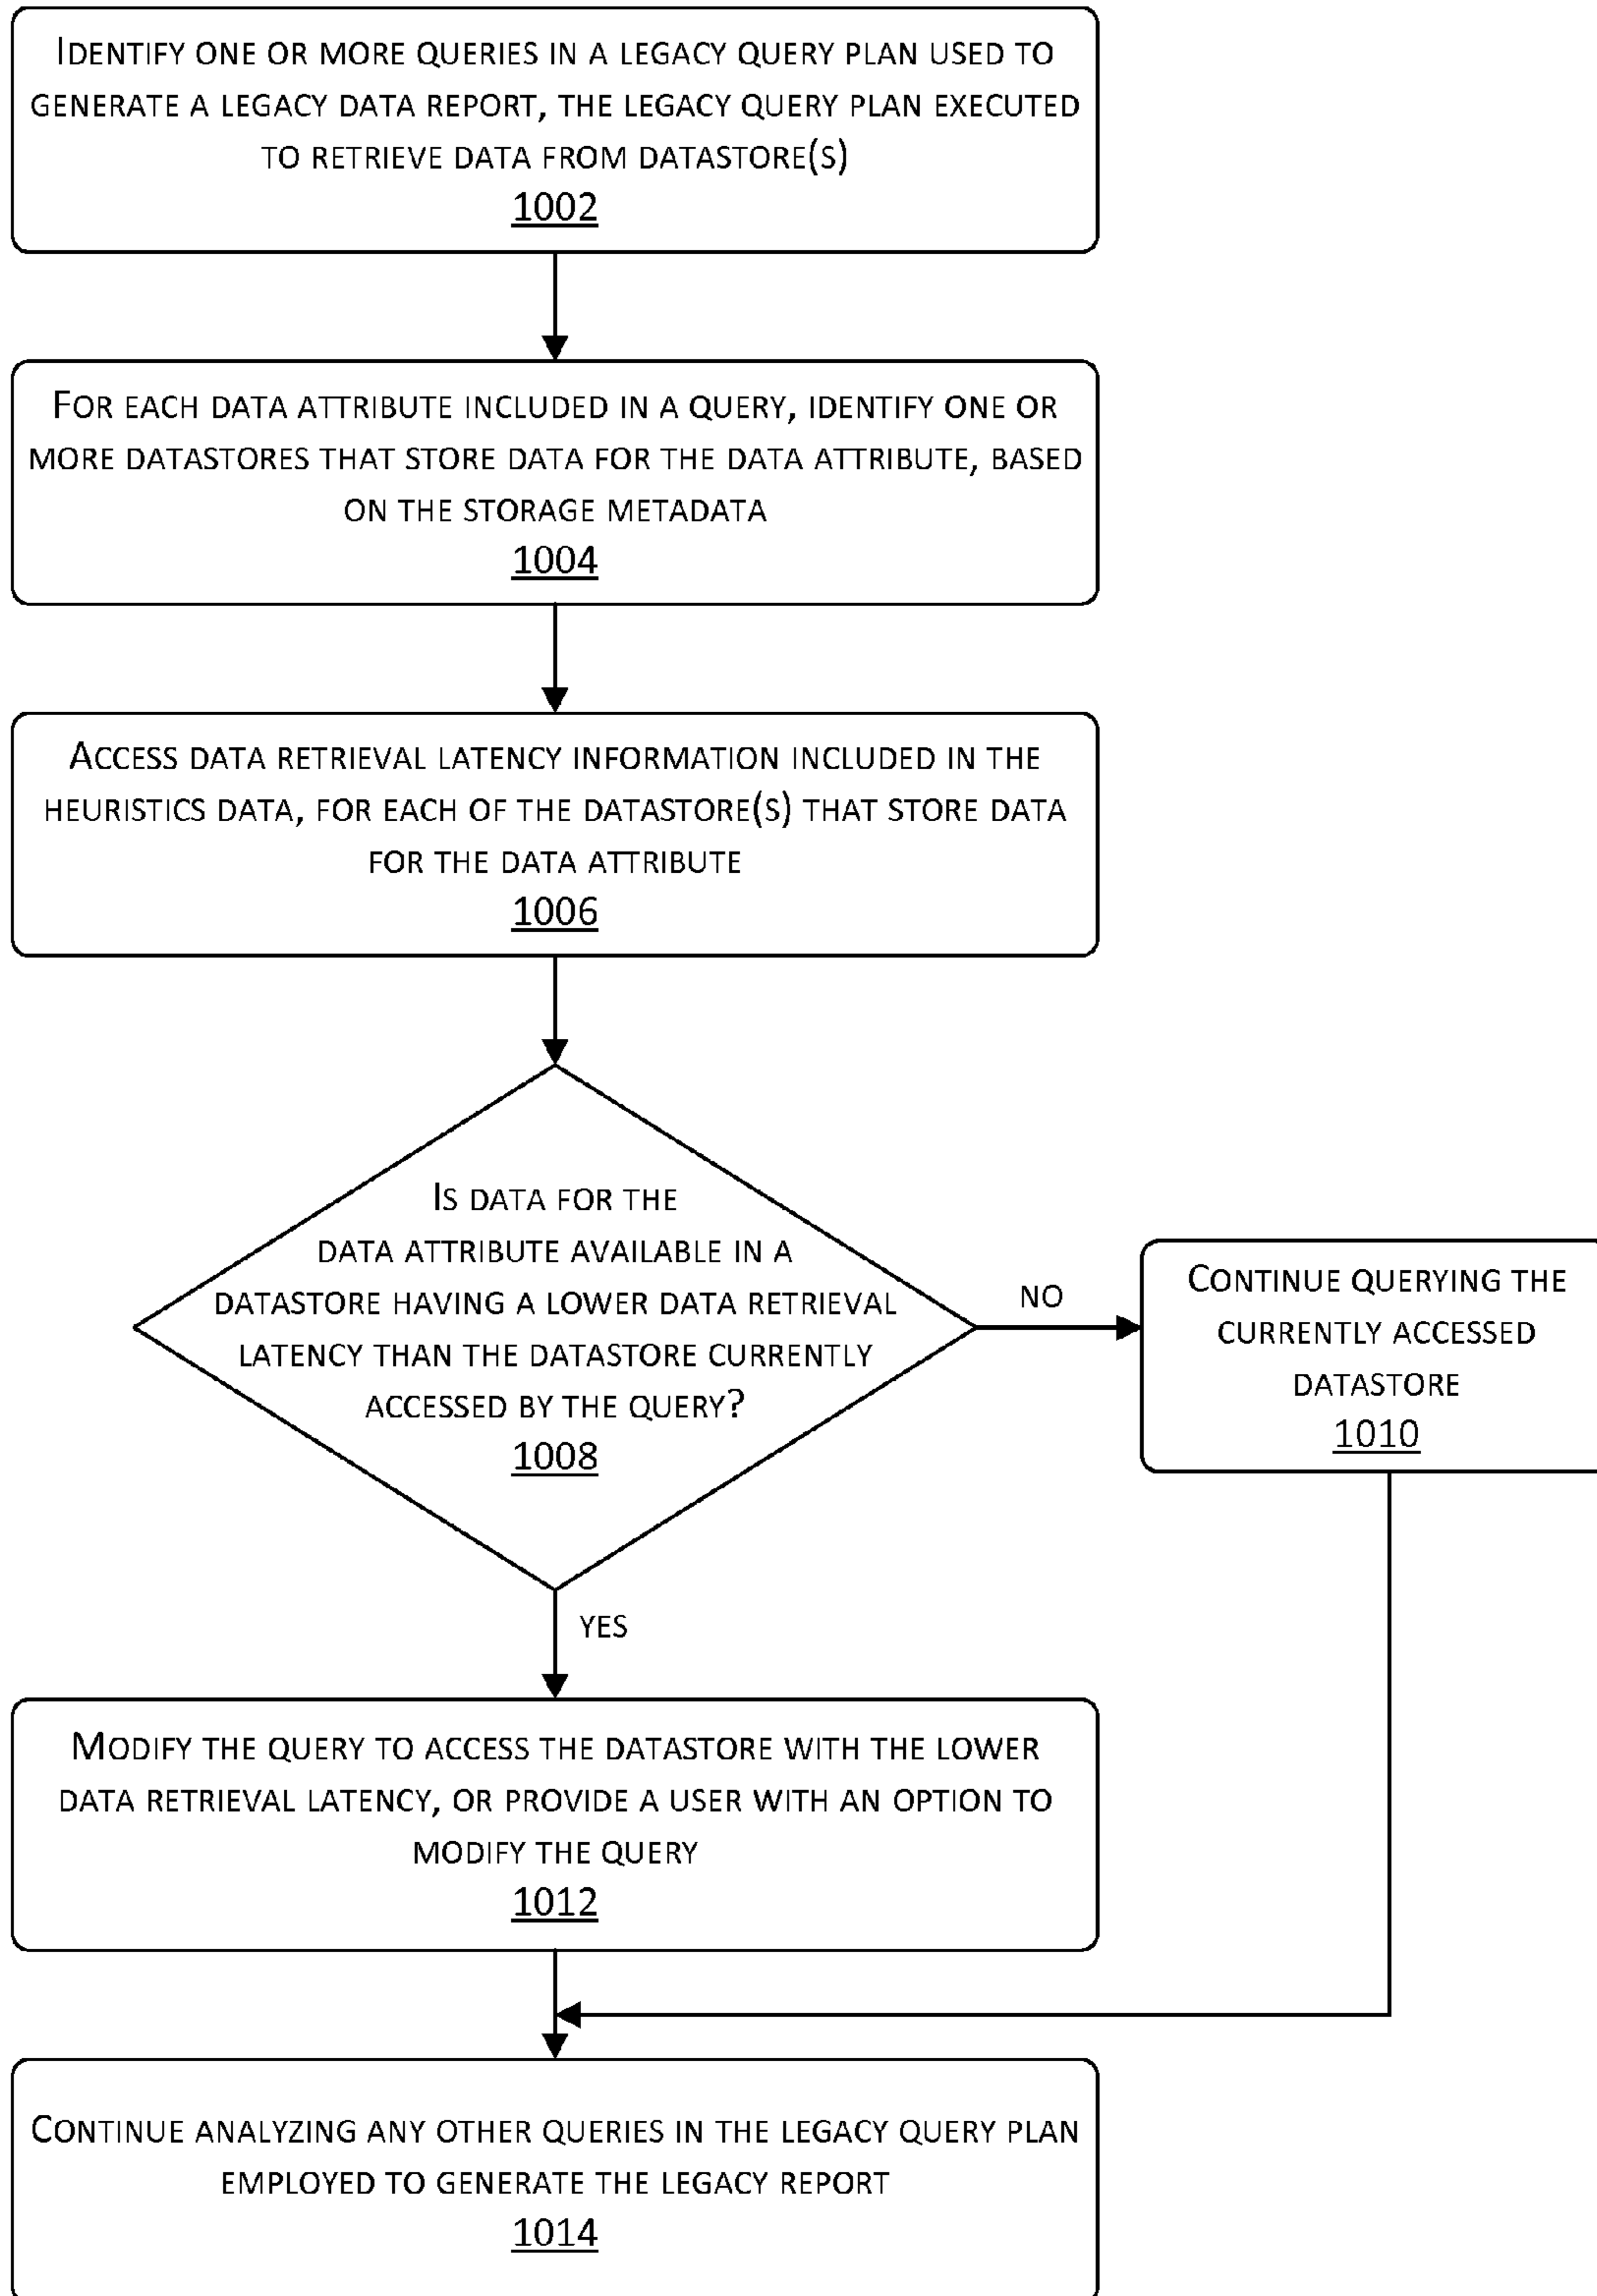 Identify one or more queries in a legacy query plan used to
generate a legacy data report, the legacy query plan executed
to retrieve data from datastore(s)
1002
For each data attribute included in a query, identify one or
more datastores that store data for the data attribute, based
on the storage metadata
1004
Access data retrieval latency information included in the
heuristics data, for each of the datastore(s) that store data
for the data attribute
1006
Is data for the
data attribute available in a
datastore having a lower data retrieval
latency than the datastore currently
accessed by the query?
1008
no
Continue querying the
currently accessed
datastore
1010
yes
Modify the query to access the datastore with the lower
data retrieval latency, or provide a user with an option to
modify the query
1012
Continue analyzing any other queries in the legacy query plan
employed to generate the legacy report
1014